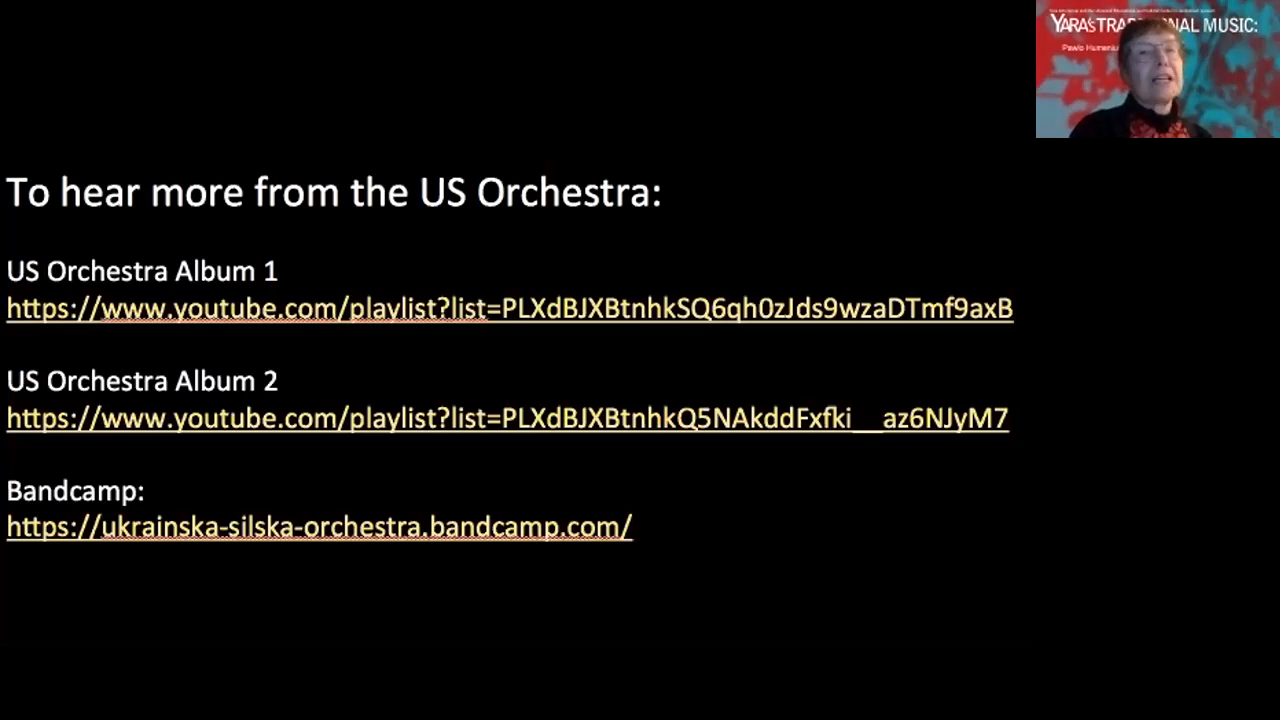 YARA'S TRADITIONAL MUSIC:
To hear more from the US Orchestra:
US Orchestra Album 1
https://www.youtube.com/playlist?list=PLXdBJXBtnhkSQ6qh0zJds9wzaDTmf9axB
US Orchestra Album 2
https://www.youtube.com/playlist?list=PLXdBJXBtnhkQ5NAkddFxfki__az6NJyM7
Bandcamp:
https://ukrainska-silska-orchestra.bandcamp.com/